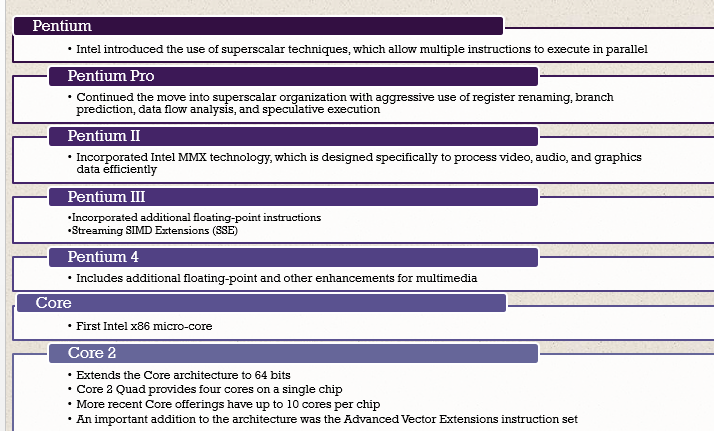 Pentium
• Intel introduced the use of superscalar techniques, which allow multiple instructions to execute in parallel
Pentium Pro
• Continued the move into superscalar organization with aggressive use of register renaming, branch
prediction, data flow analysis, and speculative execution
Pentium II
• Incorporated Intel MMX technology, which is designed specifically to process video, audio, and graphics
data efficiently
Pentium III
•Incorporated additional floating-point instructions
•Streaming SIMD Extensions (SSE)
Pentium 4
• Includes additional floating-point and other enhancements for multimedia
Core
• First Intel x86 micro-core
Core 2
• Extends the Core architecture to 64 bits
• Core 2 Quad provides four cores on a single chip
• More recent Core offerings have up to 10 cores per chip
• An important addition to the architecture was the Advanced Vector Extensions instruction set